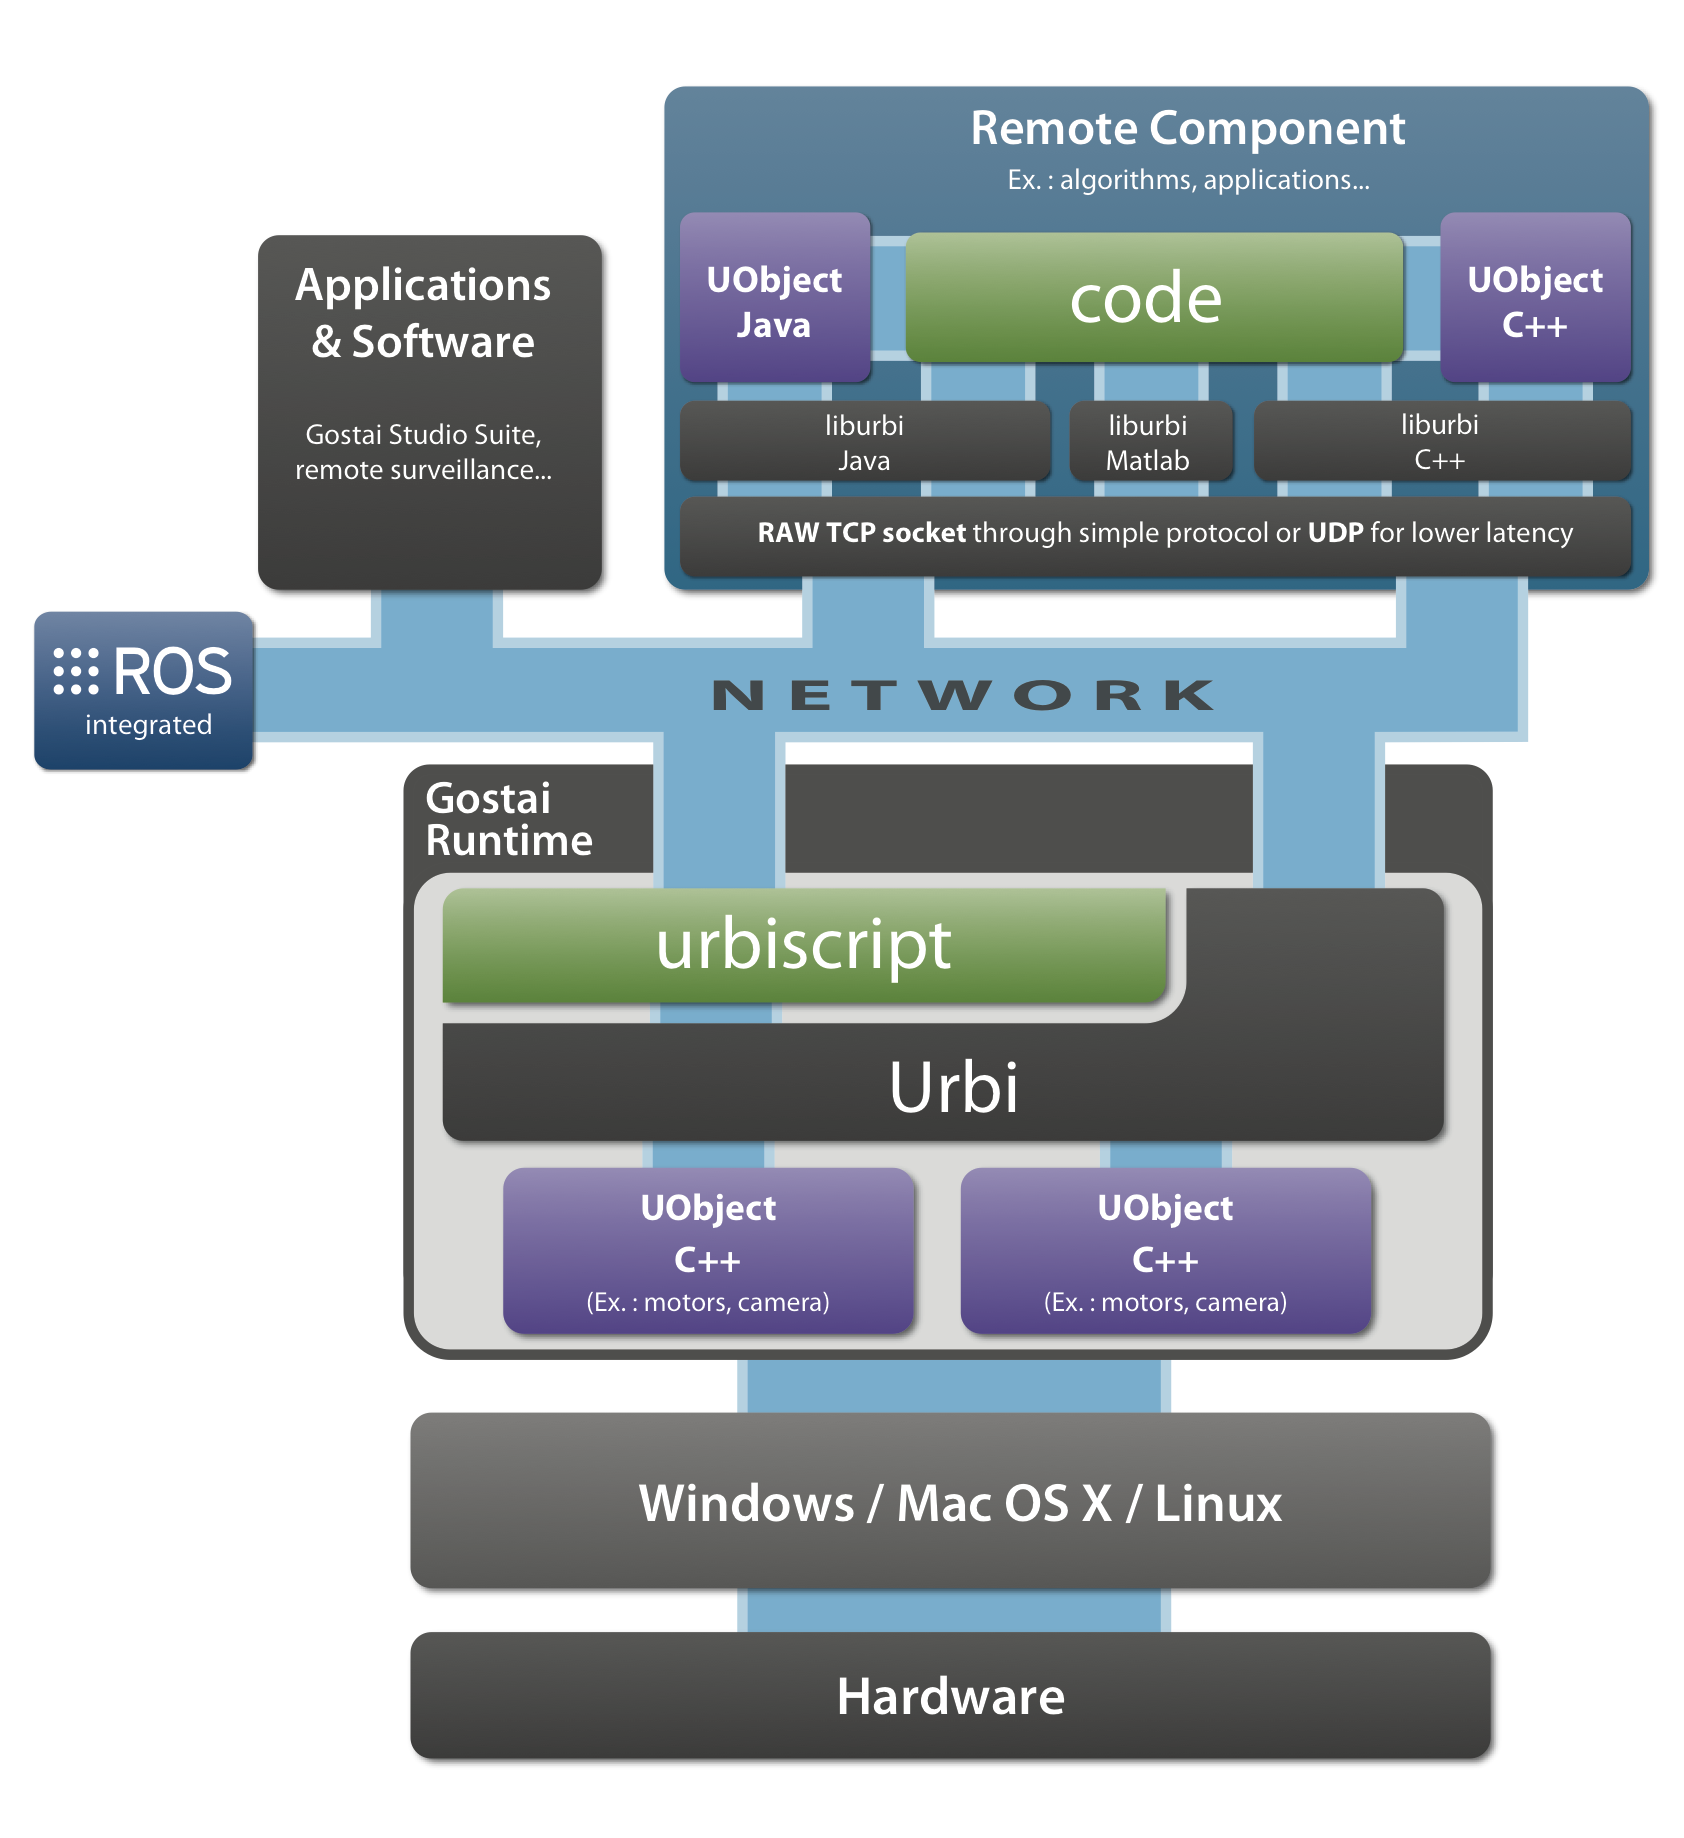 Remote Component
Ex. : algorithms, applications...
UObject
Java
code
UObject
C++
liburbi
Java
liburbi
Matlab
liburbi
C++
RAW TCP socket through simple protocol or UDP for lower latency
Applications
& Software
Gostai Studio Suite,
remote surveillance...
ROS
integrated
NETWORK
Gostai
Runtime
urbiscript
Urbi
UObject
C++
(Ex. : motors, camera)
UObject
C++
(Ex. : motors, camera)
Windows / Mac OS X / Linux
Hardware